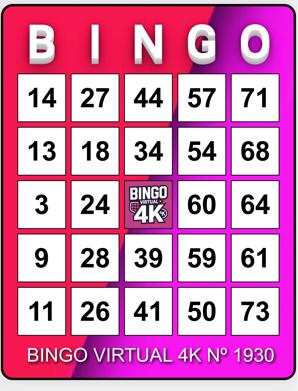 BINGO
14 27 44 57 71
13 18 34 54 68
3 24 BINGO VIRTUAL 4K 60 64
9 28 39 59 61
11 26 41 50 73
BINGO VIRTUAL 4K Nº 1930